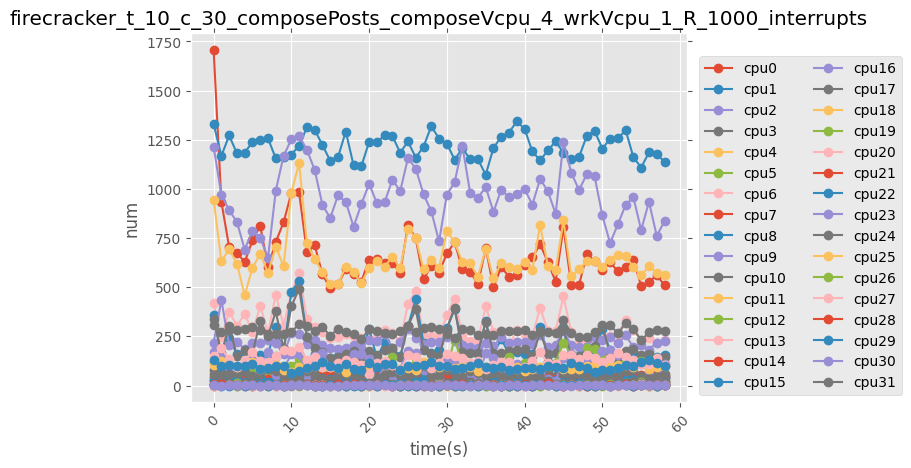 firecracker_t_10_c_30_composePosts_composeVcpu_4_wrkVcpu_1_R_1000_interrupts
1750
1500
1250
1000
750
500
250
0
num
0
10
20
30
40
50
60
time(s)
cpu0
cpu1
cpu2
cpu3
cpu4
cpu5
cpu6
cpu7
cpu8
cpu9
cpu10
cpu11
cpu12
cpu13
cpu14
cpu15
cpu16
cpu17
cpu18
cpu19
cpu20
cpu21
cpu22
cpu23
cpu24
cpu25
cpu26
cpu27
cpu28
cpu29
cpu30
cpu31